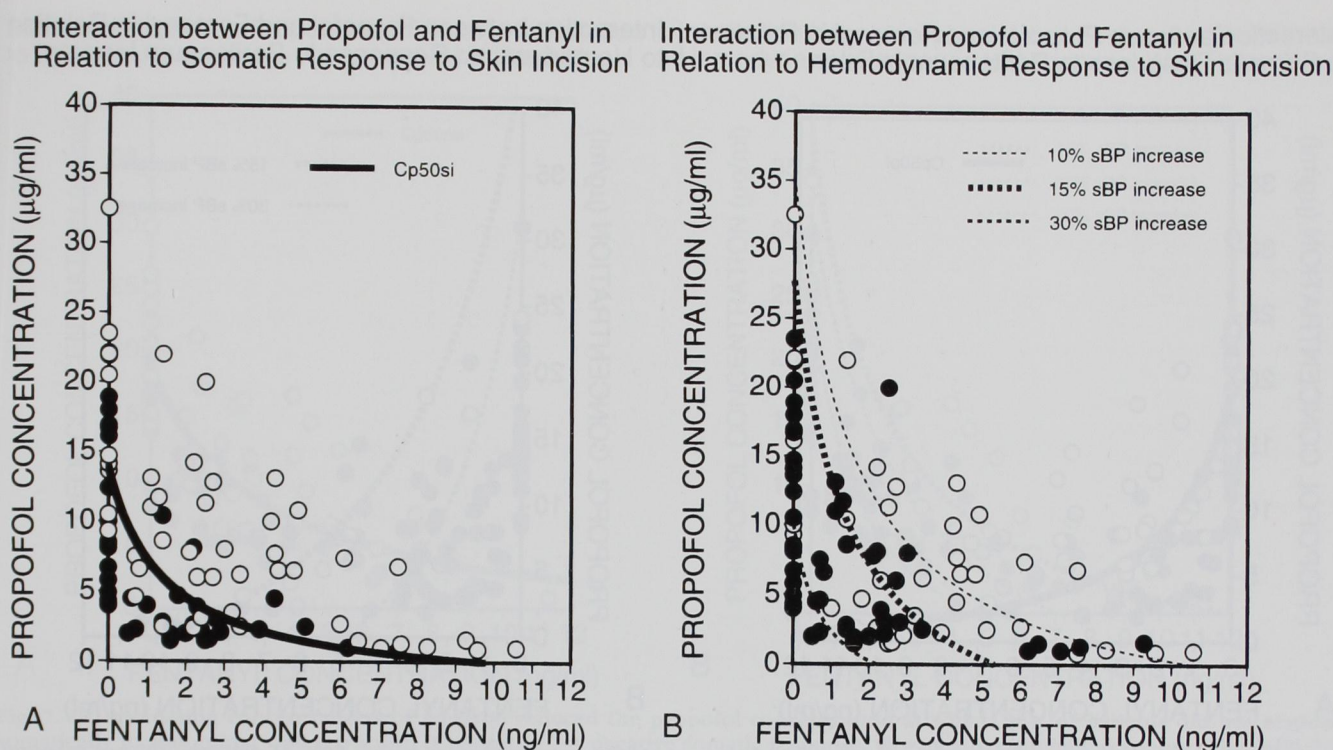 Interaction between Propofol and Fentanyl in
Relation to Somatic Response to Skin Incision
40
35
30
25
20
15
10
5
0
PROPOFOL CONCENTRATION (μg/ml)
Cp50si
0 1 2 3 4 5 6 7 8 9 10 11 12
A FENTANYL CONCENTRATION (ng/ml)
Interaction between Propofol and Fentanyl in
Relation to Hemodynamic Response to Skin Incision
40
35
30
25
20
15
10
5
0
PROPOFOL CONCENTRATION (μg/ml)
10% sBP increase
15% sBP increase
30% sBP increase
0 1 2 3 4 5 6 7 8 9 10 11 12
B FENTANYL CONCENTRATION (ng/ml)